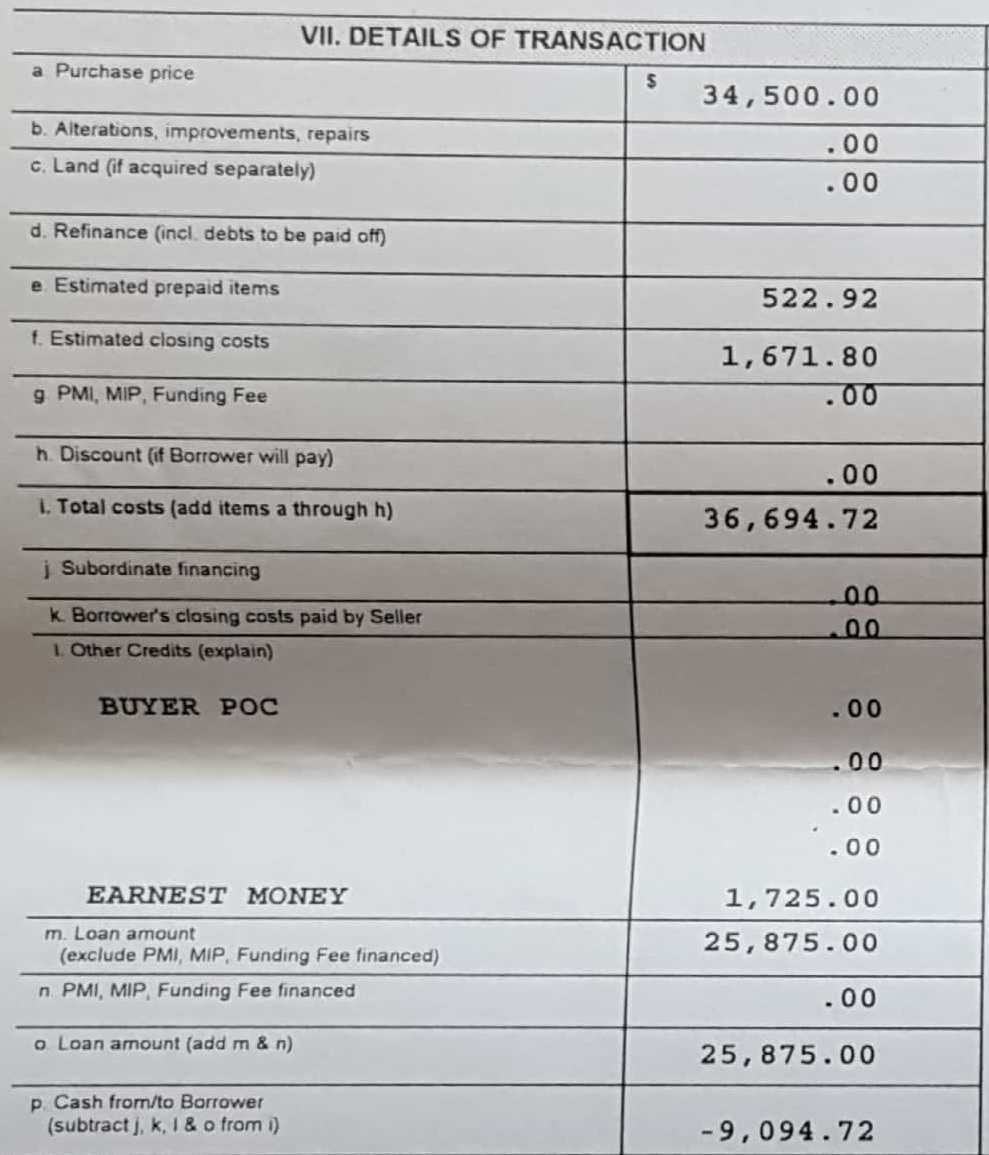 VII. DETAILS OF TRANSACTION
a. Purchase price $ 34,500.00
b. Alterations, improvements, repairs .00
c. Land (if acquired separately) .00
d. Refinance (incl. debts to be paid off)
e. Estimated prepaid items 522.92
f. Estimated closing costs 1,671.80
g. PMI, MIP, Funding Fee .00
h. Discount (if Borrower will pay) .00
i. Total costs (add items a through h) 36,694.72
j. Subordinate financing .00
k. Borrower's closing costs paid by Seller .00
l. Other Credits (explain)
BUYER POC .00
.00
.00
.00
EARNEST MONEY 1,725.00
m. Loan amount
(exclude PMI, MIP, Funding Fee financed) 25,875.00
n. PMI, MIP, Funding Fee financed .00
o. Loan amount (add m & n) 25,875.00
p. Cash from/to Borrower
(subtract j, k, l & o from i) -9,094.72